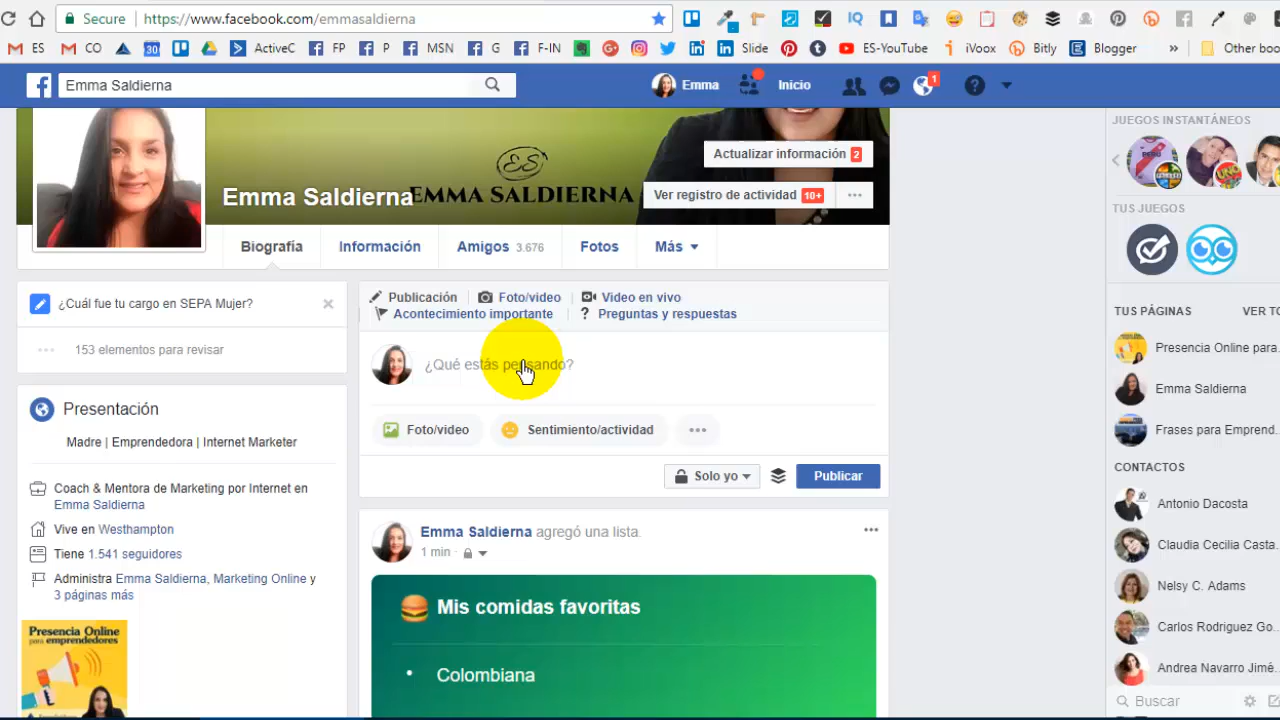 Secure
https://www.facebook.com/emmasaldierna
ES
CO
30
ActiveC
FP
P
MSN
G
F-IN
Slide
ES-YouTube
iVoox
Bitly
Blogger
»
Other boo
Emma Saldierna
Emma
Inicio
1
JUEGOS INSTANTÁNEOS
Actualizar información 2
ES
EMMA SALDIERNA
Emma Saldierna
Ver registro de actividad 10+
TUS JUEGOS
Biografía
Información
Amigos 3.676
Fotos
Más
¿Cuál fue tu cargo en SEPA Mujer?
153 elementos para revisar
Publicación
Foto/video
Video en vivo
Acontecimiento importante
Preguntas y respuestas
¿Qué estás pensando?
Foto/video
Sentimiento/actividad
Solo yo
Publicar
TUS PÁGINAS
VER TO
Presencia Online para...
Emma Saldierna
Frases para Emprend...
CONTACTOS
Antonio Dacosta
Claudia Cecilia Casta...
Nelsy C. Adams
Carlos Rodriguez Go...
Andrea Navarro Jimé...
Buscar
Presentación
Madre | Emprendedora | Internet Marketer
Coach & Mentora de Marketing por Internet en
Emma Saldierna
Vive en Westhampton
Tiene 1.541 seguidores
Administra Emma Saldierna, Marketing Online y
3 páginas más
Presencia Online
para emprendedores
Emma Saldierna agregó una lista.
1 min
Mis comidas favoritas
Colombiana